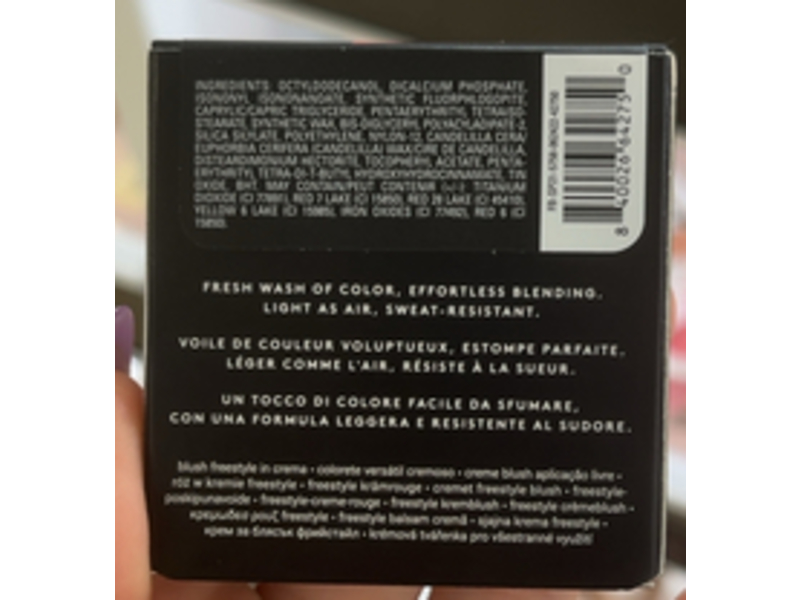 INGREDIENTS: OCTYLDODECANOL, DICALCIUM PHOSPHATE,
ISONONYL ISONONANOATE, SYNTHETIC FLUORPHLOGOPITE,
CAPRYLIC/CAPRIC TRIGLYCERIDE, PENTAERYTHRITYL TETRAISO-
STEARATE, SYNTHETIC WAX, BIS-DIGLYCERYL POLYACYLADIPATE-2,
SILICA SILYLATE, POLYETHYLENE, NYLON-12, CANDELILLA CERA/
EUPHORBIA CERIFERA (CANDELILLA) WAX/CIRE DE CANDELILLA,
DISTEARDIMONIUM HECTORITE, TOCOPHERYL ACETATE, PENTA-
ERYTHRITYL TETRA-DI-T-BUTYL HYDROXYHYDROCINNAMATE, TIN
OXIDE, BHT. MAY CONTAIN/PEUT CONTENIR (+/-): TITANIUM
DIOXIDE (CI 77891), RED 7 LAKE (CI 15850), RED 28 LAKE (CI 45410),
YELLOW 6 LAKE (CI 15985), IRON OXIDES (CI 77492), RED 6 (CI
15850).
8 40026 64275 0
FRESH WASH OF COLOR, EFFORTLESS BLENDING.
LIGHT AS AIR, SWEAT-RESISTANT.
VOILE DE COULEUR VOLUPTUEUX, ESTOMPE PARFAITE.
LÉGER COMME L'AIR, RÉSISTE À LA SUEUR.
UN TOCCO DI COLORE FACILE DA SFUMARE,
CON UNA FORMULA LEGGERA E RESISTENTE AL SUDORE.
blush freestyle in crema • colorete versátil cremoso • creme blush aplicação livre •
róż w kremie freestyle • freestyle krämrouge • cremet freestyle blush • freestyle-
poskipunavoide • freestyle-creme-rouge • freestyle kremblush • freestyle crèmeblush •
κρεμώδες ρουζ freestyle • freestyle balsam cremă • sjajna krema freestyle •
крем за блясък фрийстайл • krémová tvářenka pro všestranné využití